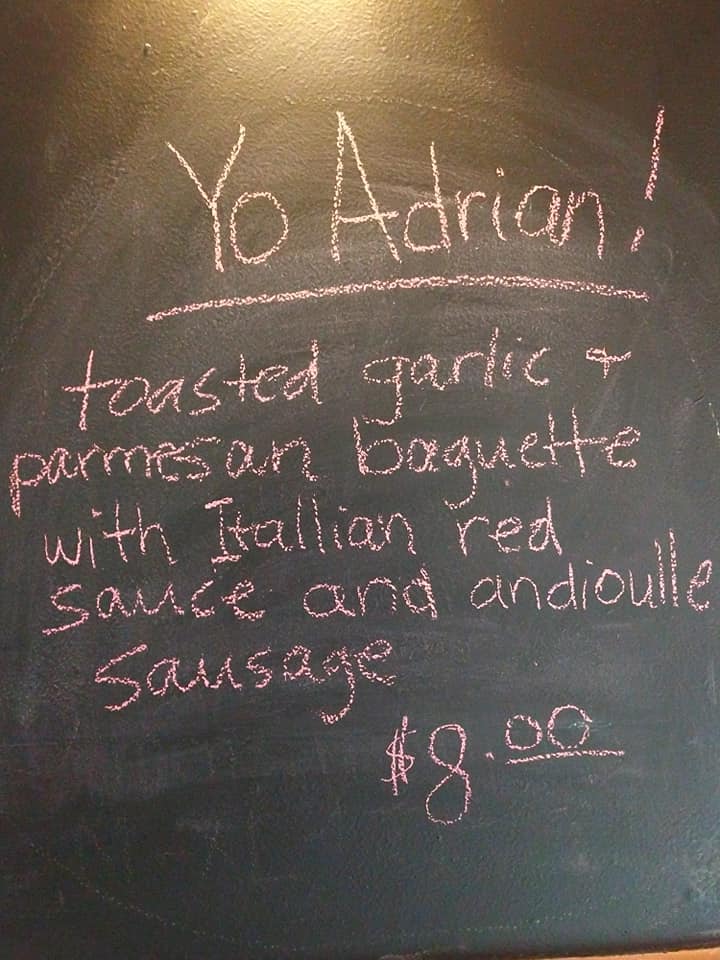 Yo Adrian!
toasted garlic &
parmesan baguette
with Itallian red
sauce and andioulle
sausage
$8.00